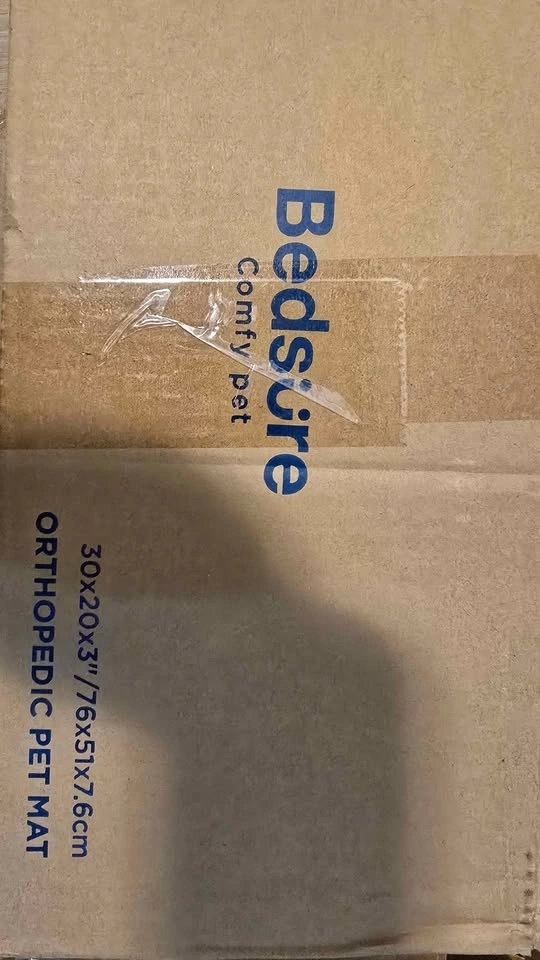 Bedsure
Comfy pet
30x20x3"/76x51x7.6cm
ORTHOPEDIC PET MAT